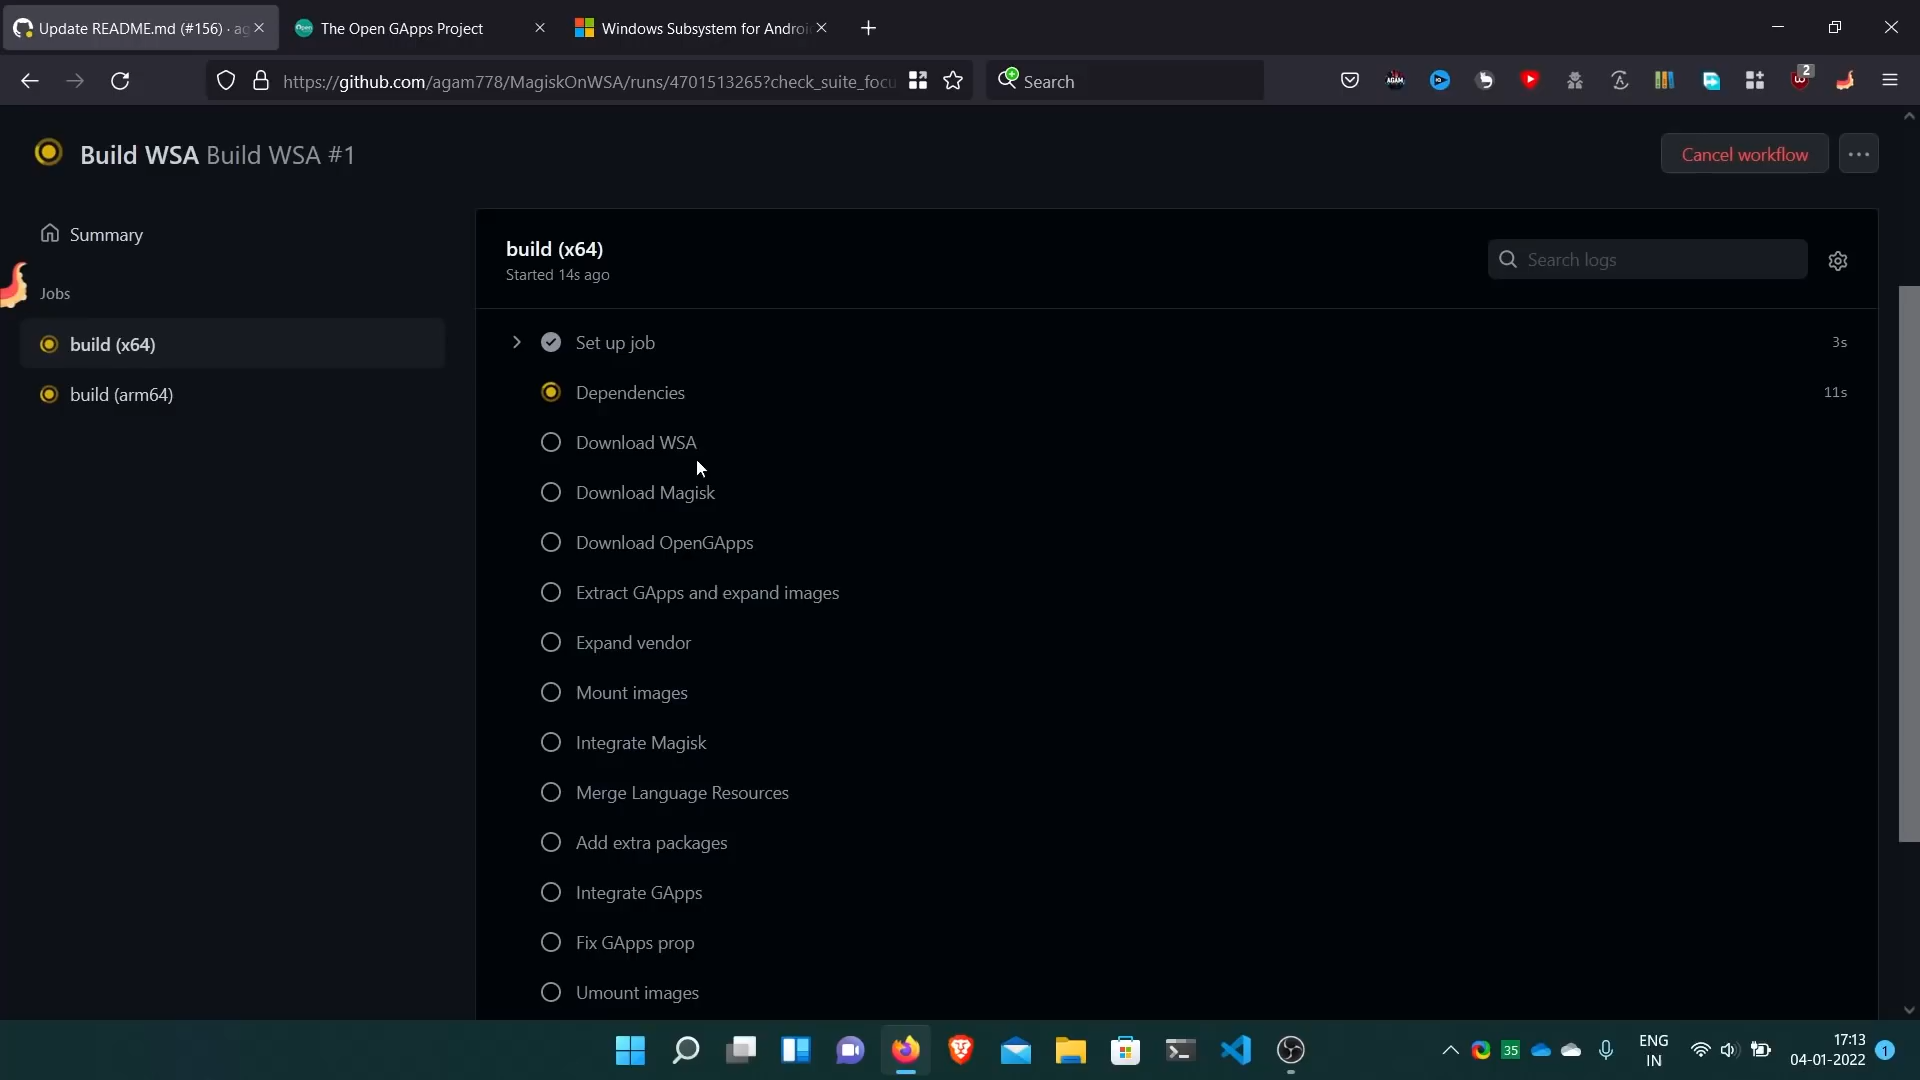 Update README.md (#156) · ag
The Open GApps Project
Windows Subsystem for Androi
https://github.com/agam778/MagiskOnWSA/runs/4701513265?check_suite_focu
Search
AGAM
2
Build WSA Build WSA #1
Cancel workflow
Summary
Jobs
build (x64)
build (arm64)
build (x64)
Started 14s ago
Search logs
Set up job
3s
Dependencies
11s
Download WSA
Download Magisk
Download OpenGApps
Extract GApps and expand images
Expand vendor
Mount images
Integrate Magisk
Merge Language Resources
Add extra packages
Integrate GApps
Fix GApps prop
Umount images
35
ENG
IN
17:13
04-01-2022
1